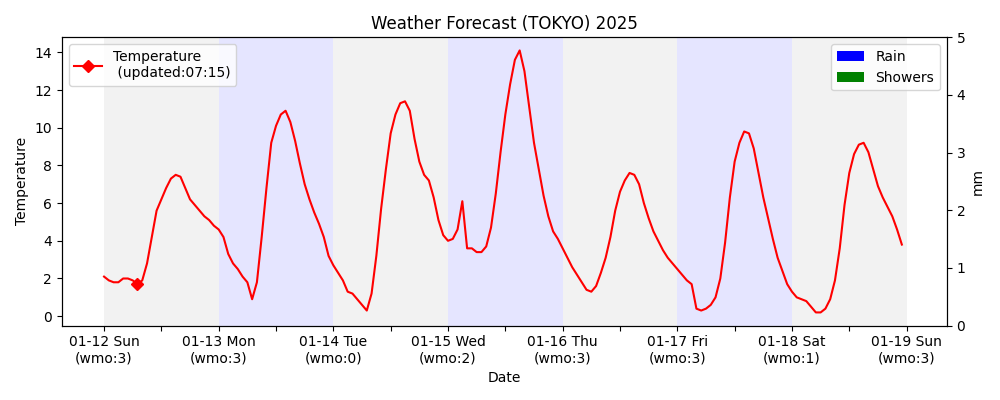 Weather Forecast (TOKYO) 2025
Temperature
(updated:07:15)
Rain
Showers
14
12
10
8
6
4
2
0
Temperature
5
4
3
2
1
0
mm
01-12 Sun 01-13 Mon 01-14 Tue 01-15 Wed 01-16 Thu 01-17 Fri 01-18 Sat 01-19 Sun
(wmo:3) (wmo:3) (wmo:0) (wmo:2) (wmo:3) (wmo:3) (wmo:1) (wmo:3)
Date